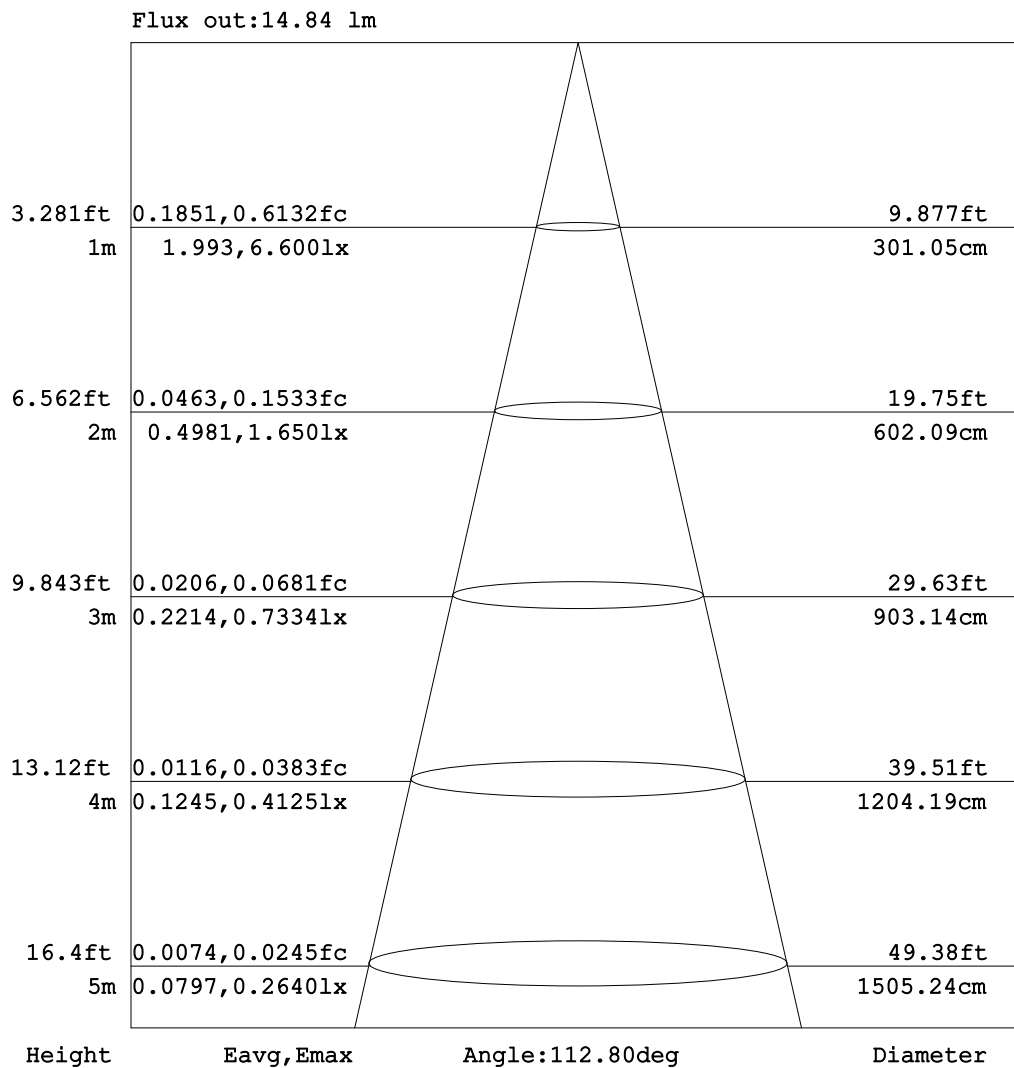 Flux out:14.84 lm
3.281ft 0.1851,0.6132fc 9.877ft
1m 1.993,6.600lx 301.05cm
6.562ft 0.0463,0.1533fc 19.75ft
2m 0.4981,1.650lx 602.09cm
9.843ft 0.0206,0.0681fc 29.63ft
3m 0.2214,0.7334lx 903.14cm
13.12ft 0.0116,0.0383fc 39.51ft
4m 0.1245,0.4125lx 1204.19cm
16.4ft 0.0074,0.0245fc 49.38ft
5m 0.0797,0.2640lx 1505.24cm
Height Eavg,Emax Angle:112.80deg Diameter